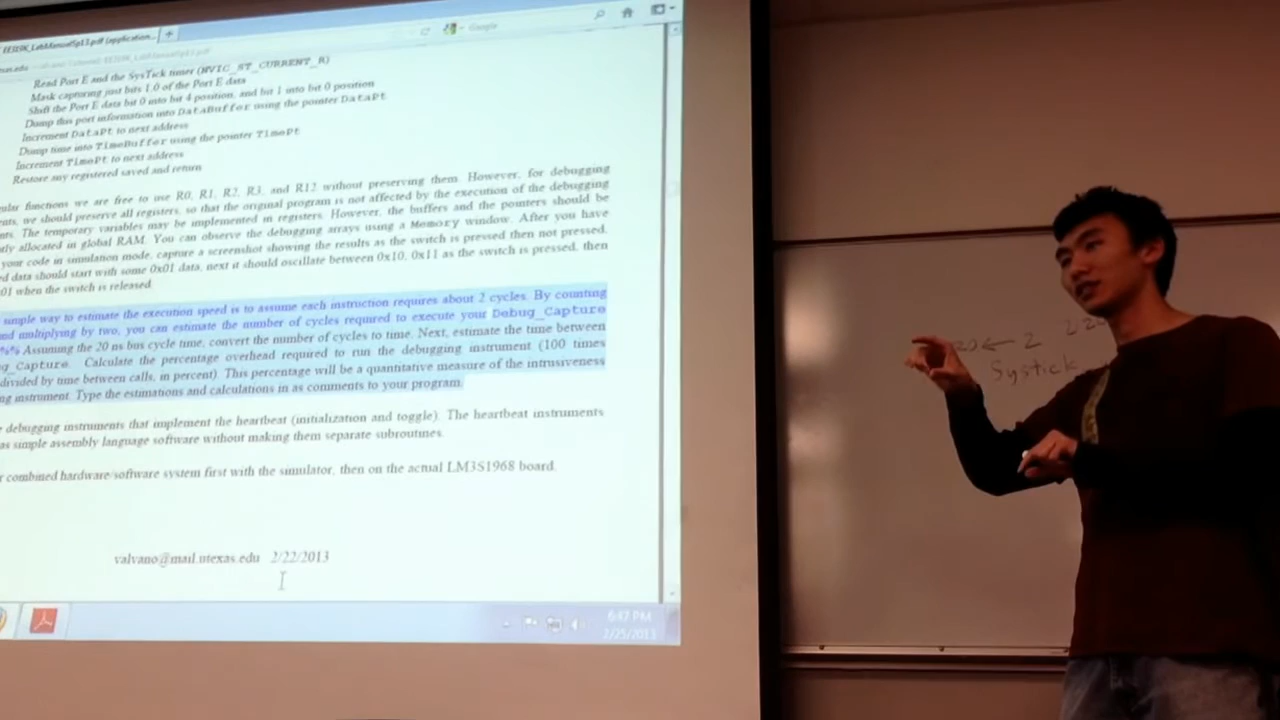 EE319K_LabManualSp13.pdf (application...
Google
Read Port E and the SysTick timer (NVIC_ST_CURRENT_R)
Mask capturing just bits 1,0 of the Port E data
Shift the Port E data bit 0 into bit 4 position, and bit 1 into bit 0 position
Dump this port information into DataBuffer using the pointer DataPt
Increment DataPt to next address
Dump time into TimeBuffer using the pointer TimePt
Increment TimePt to next address
Restore any registered saved and return
functions we are free to use R0, R1, R2, R3, and R12 without preserving them. However, for debugging
we should preserve all registers, so that the original program is not affected by the execution of the debugging
The temporary variables may be implemented in registers. However, the buffers and the pointers should be
allocated in global RAM. You can observe the debugging arrays using a Memory window. After you have
your code in simulation mode, capture a screenshot showing the results as the switch is pressed then not pressed.
data should start with some 0x01 data, next it should oscillate between 0x10, 0x11 as the switch is pressed, then
01 when the switch is released.
simple way to estimate the execution speed is to assume each instruction requires about 2 cycles. By counting
and multiplying by two, you can estimate the number of cycles required to execute your Debug_Capture
%% Assuming the 20 ns bus cycle time, convert the number of cycles to time. Next, estimate the time between
Capture. Calculate the percentage overhead required to run the debugging instrument (100 times
divided by time between calls, in percent). This percentage will be a quantitative measure of the intrusiveness
instrument. Type the estimations and calculations in as comments to your program.
debugging instruments that implement the heartbeat (initialization and toggle). The heartbeat instruments
as simple assembly language software without making them separate subroutines.
combined hardware/software system first with the simulator, then on the actual LM3S1968 board.
valvano@mail.utexas.edu 2/22/2013
6:47 PM
2/25/2013
20 ← 2
Systick